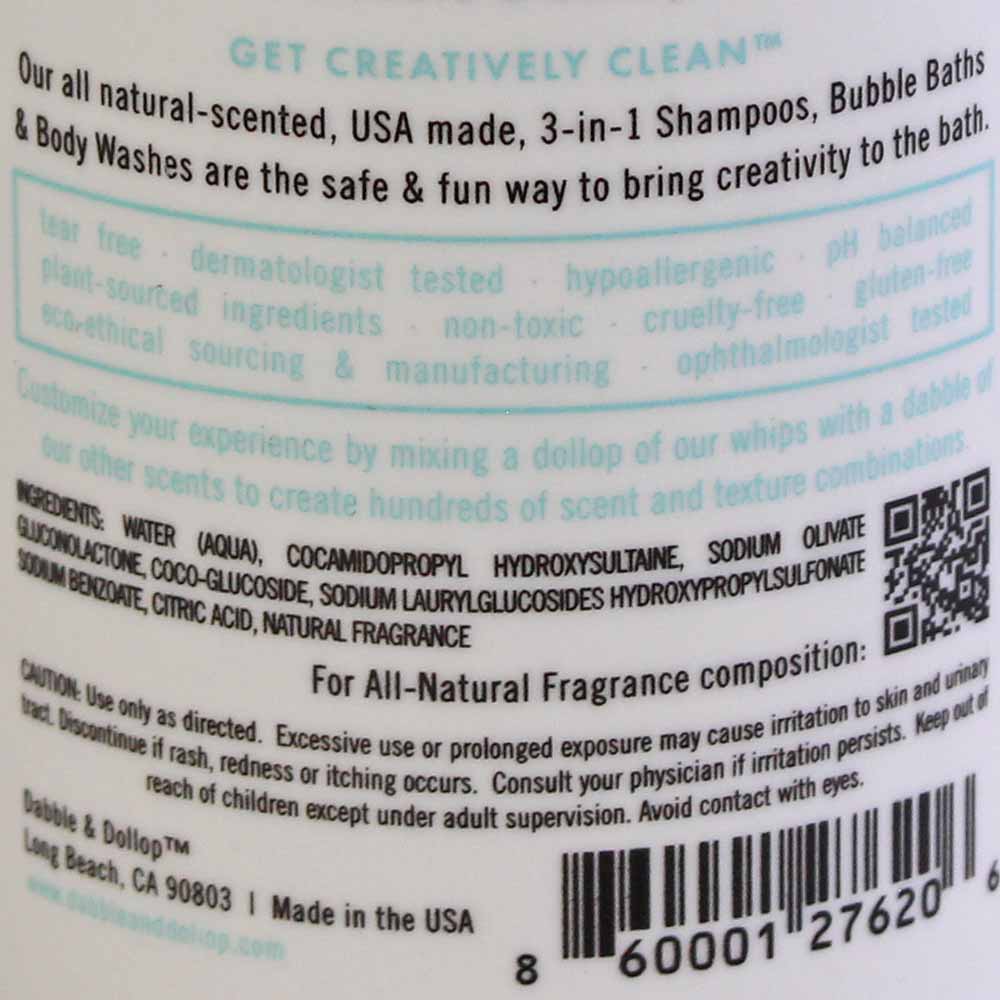 GET CREATIVELY CLEAN™
Our all natural-scented, USA made, 3-in-1 Shampoos, Bubble Baths
& Body Washes are the safe & fun way to bring creativity to the bath.
tear free · dermatologist tested · hypoallergenic · pH balanced
plant-sourced ingredients · non-toxic · cruelty-free · gluten-free
eco-ethical sourcing & manufacturing · ophthalmologist tested
Customize your experience by mixing a dollop of our whips with a dabble of
our other scents to create hundreds of scent and texture combinations.
INGREDIENTS: WATER (AQUA), COCAMIDOPROPYL HYDROXYSULTAINE, SODIUM OLIVATE
GLUCONOLACTONE, COCO-GLUCOSIDE, SODIUM LAURYLGLUCOSIDES HYDROXYPROPYLSULFONATE
SODIUM BENZOATE, CITRIC ACID, NATURAL FRAGRANCE
For All-Natural Fragrance composition:
CAUTION: Use only as directed. Excessive use or prolonged exposure may cause irritation to skin and urinary
tract. Discontinue if rash, redness or itching occurs. Consult your physician if irritation persists. Keep out of
reach of children except under adult supervision. Avoid contact with eyes.
Dabble & Dollop™
Long Beach, CA 90803 | Made in the USA
www.dabbleanddollop.com
8 60001 27620 6